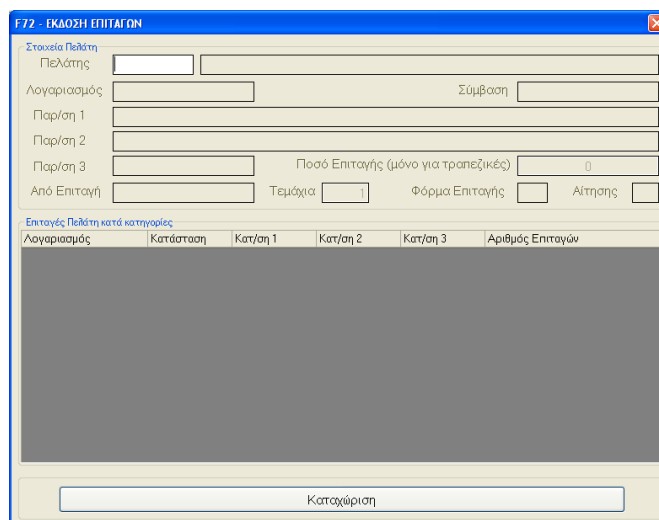 F72 - ΕΚΔΟΣΗ ΕΠΙΤΑΓΩΝ
Στοιχεία Πελάτη
Πελάτης
Λογαριασμός Σύμβαση
Παρ/ση 1
Παρ/ση 2
Παρ/ση 3 Ποσό Επιταγής (μόνο για τραπεζικές) 0
Από Επιταγή Τεμάχια 1 Φόρμα Επιταγής Αίτησης
Επιταγές Πελάτη κατά κατηγορίες
Λογαριασμός Κατάσταση Κατ/ση 1 Κατ/ση 2 Κατ/ση 3 Αριθμός Επιταγών
Καταχώριση